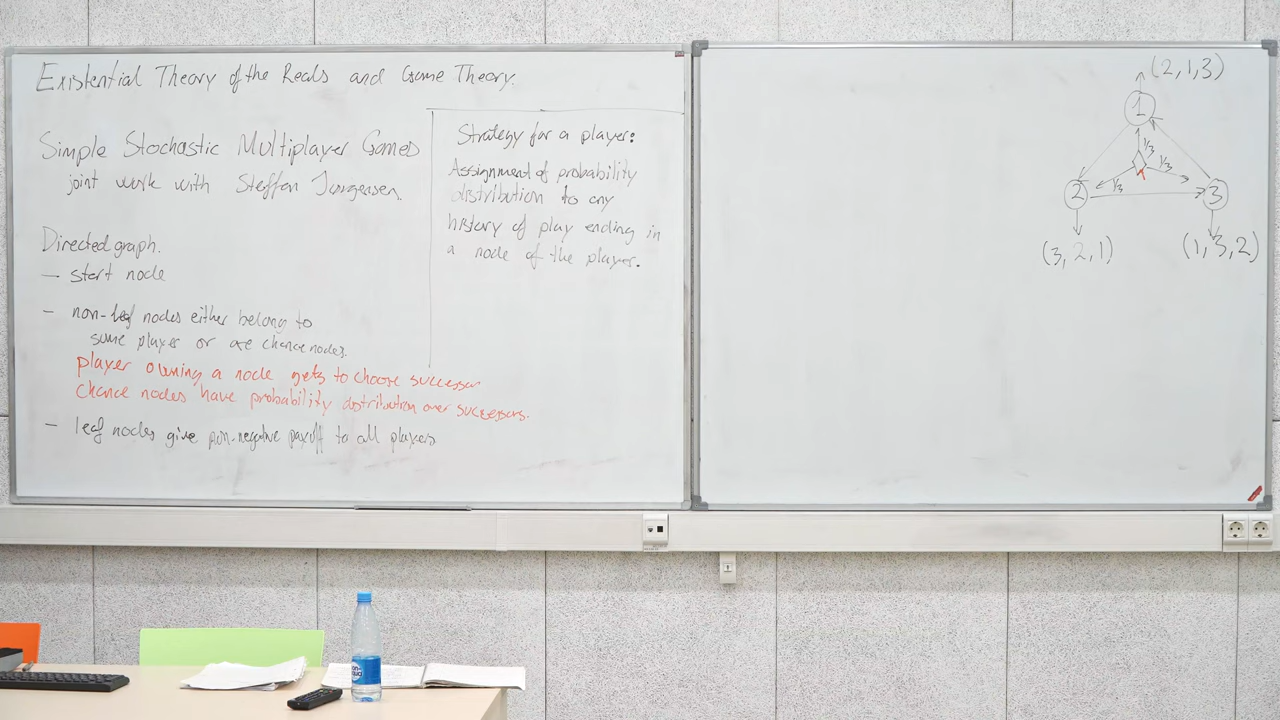 Existential Theory of the Reals and Game Theory.
Simple Stochastic Multiplayer Games
joint work with Steffan Jørgensen.
Directed graph.
— start node
— non-leaf nodes either belong to
some player or are chance nodes.
player owning a node gets to choose successor
chance nodes have probability distribution over successors.
— leaf nodes give non-negative payoff to all players
Strategy for a player:
Assignment of probability
distribution to any
history of play ending in
a node of the player.
(2,1,3)
1
1/3
1/3
1/3
2
3
(3,2,1)
(1,3,2)